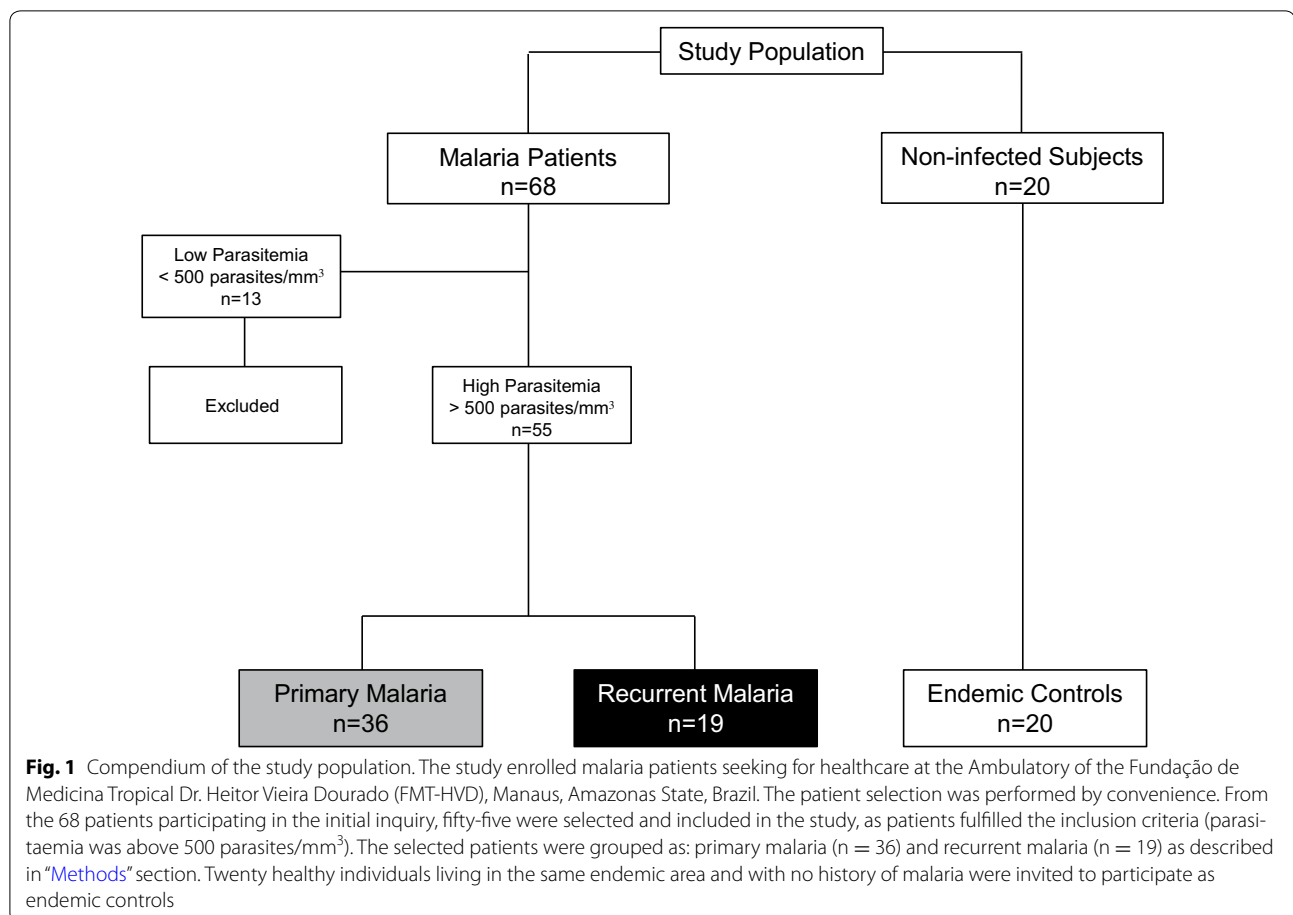 Study Population
Malaria Patients
n=68
Non-infected Subjects
n=20
Low Parasitemia
< 500 parasites/mm³
n=13
Excluded
High Parasitemia
> 500 parasites/mm³
n=55
Primary Malaria
n=36
Recurrent Malaria
n=19
Endemic Controls
n=20
Fig. 1 Compendium of the study population. The study enrolled malaria patients seeking for healthcare at the Ambulatory of the Fundação de
Medicina Tropical Dr. Heitor Vieira Dourado (FMT-HVD), Manaus, Amazonas State, Brazil. The patient selection was performed by convenience. From
the 68 patients participating in the initial inquiry, fifty-five were selected and included in the study, as patients fulfilled the inclusion criteria (parasi-
taemia was above 500 parasites/mm³). The selected patients were grouped as: primary malaria (n = 36) and recurrent malaria (n = 19) as described
in “Methods” section. Twenty healthy individuals living in the same endemic area and with no history of malaria were invited to participate as
endemic controls